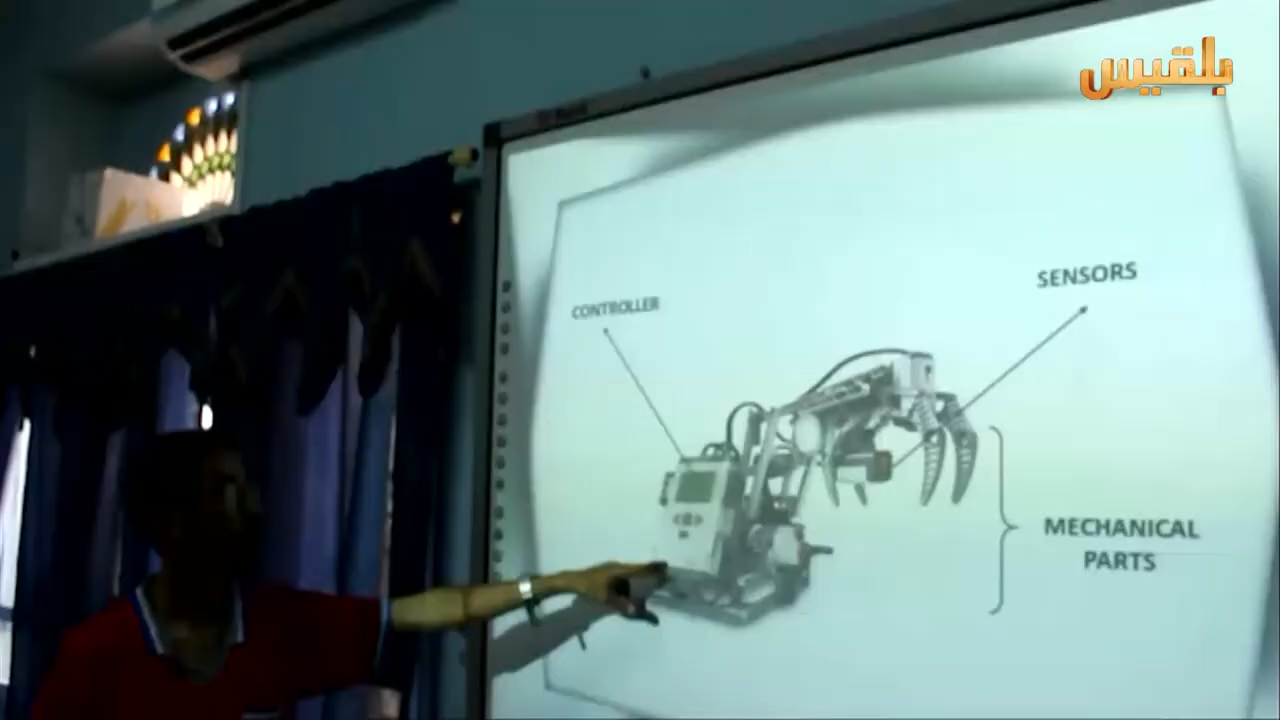 بلقيس
SENSORS
CONTROLLER
MECHANICAL
PARTS